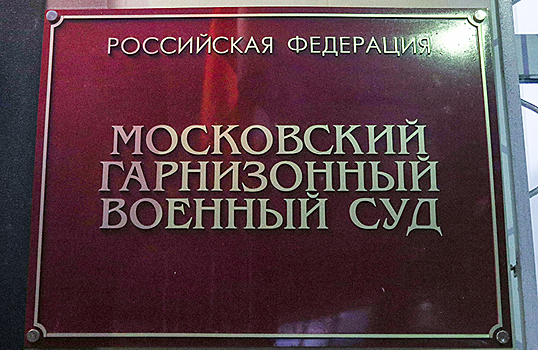 РОССИЙСКАЯ ФЕДЕРАЦИЯ
МОСКОВСКИЙ
ГАРНИЗОННЫЙ
ВОЕННЫЙ СУД